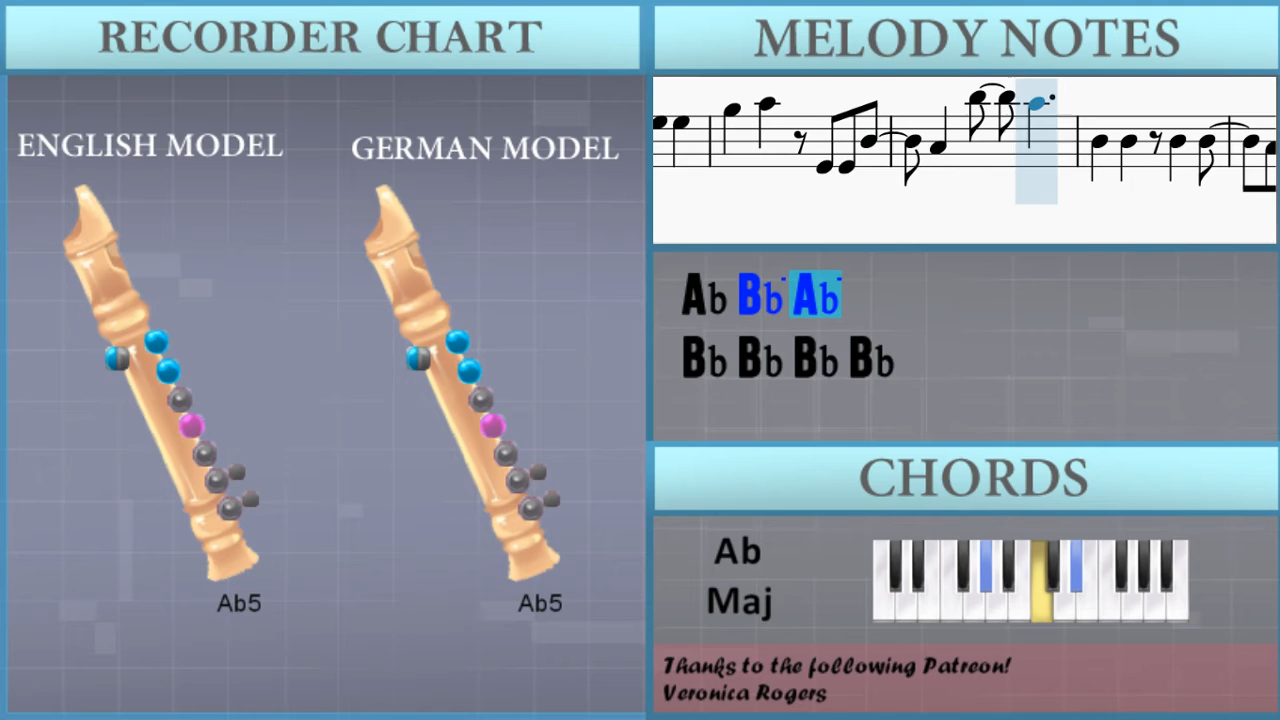 RECORDER CHART
ENGLISH MODEL
GERMAN MODEL
Ab5
Ab5
MELODY NOTES
Ab Bb˙ Ab˙
Bb Bb Bb Bb
CHORDS
Ab
Maj
Thanks to the following Patreon!
Veronica Rogers